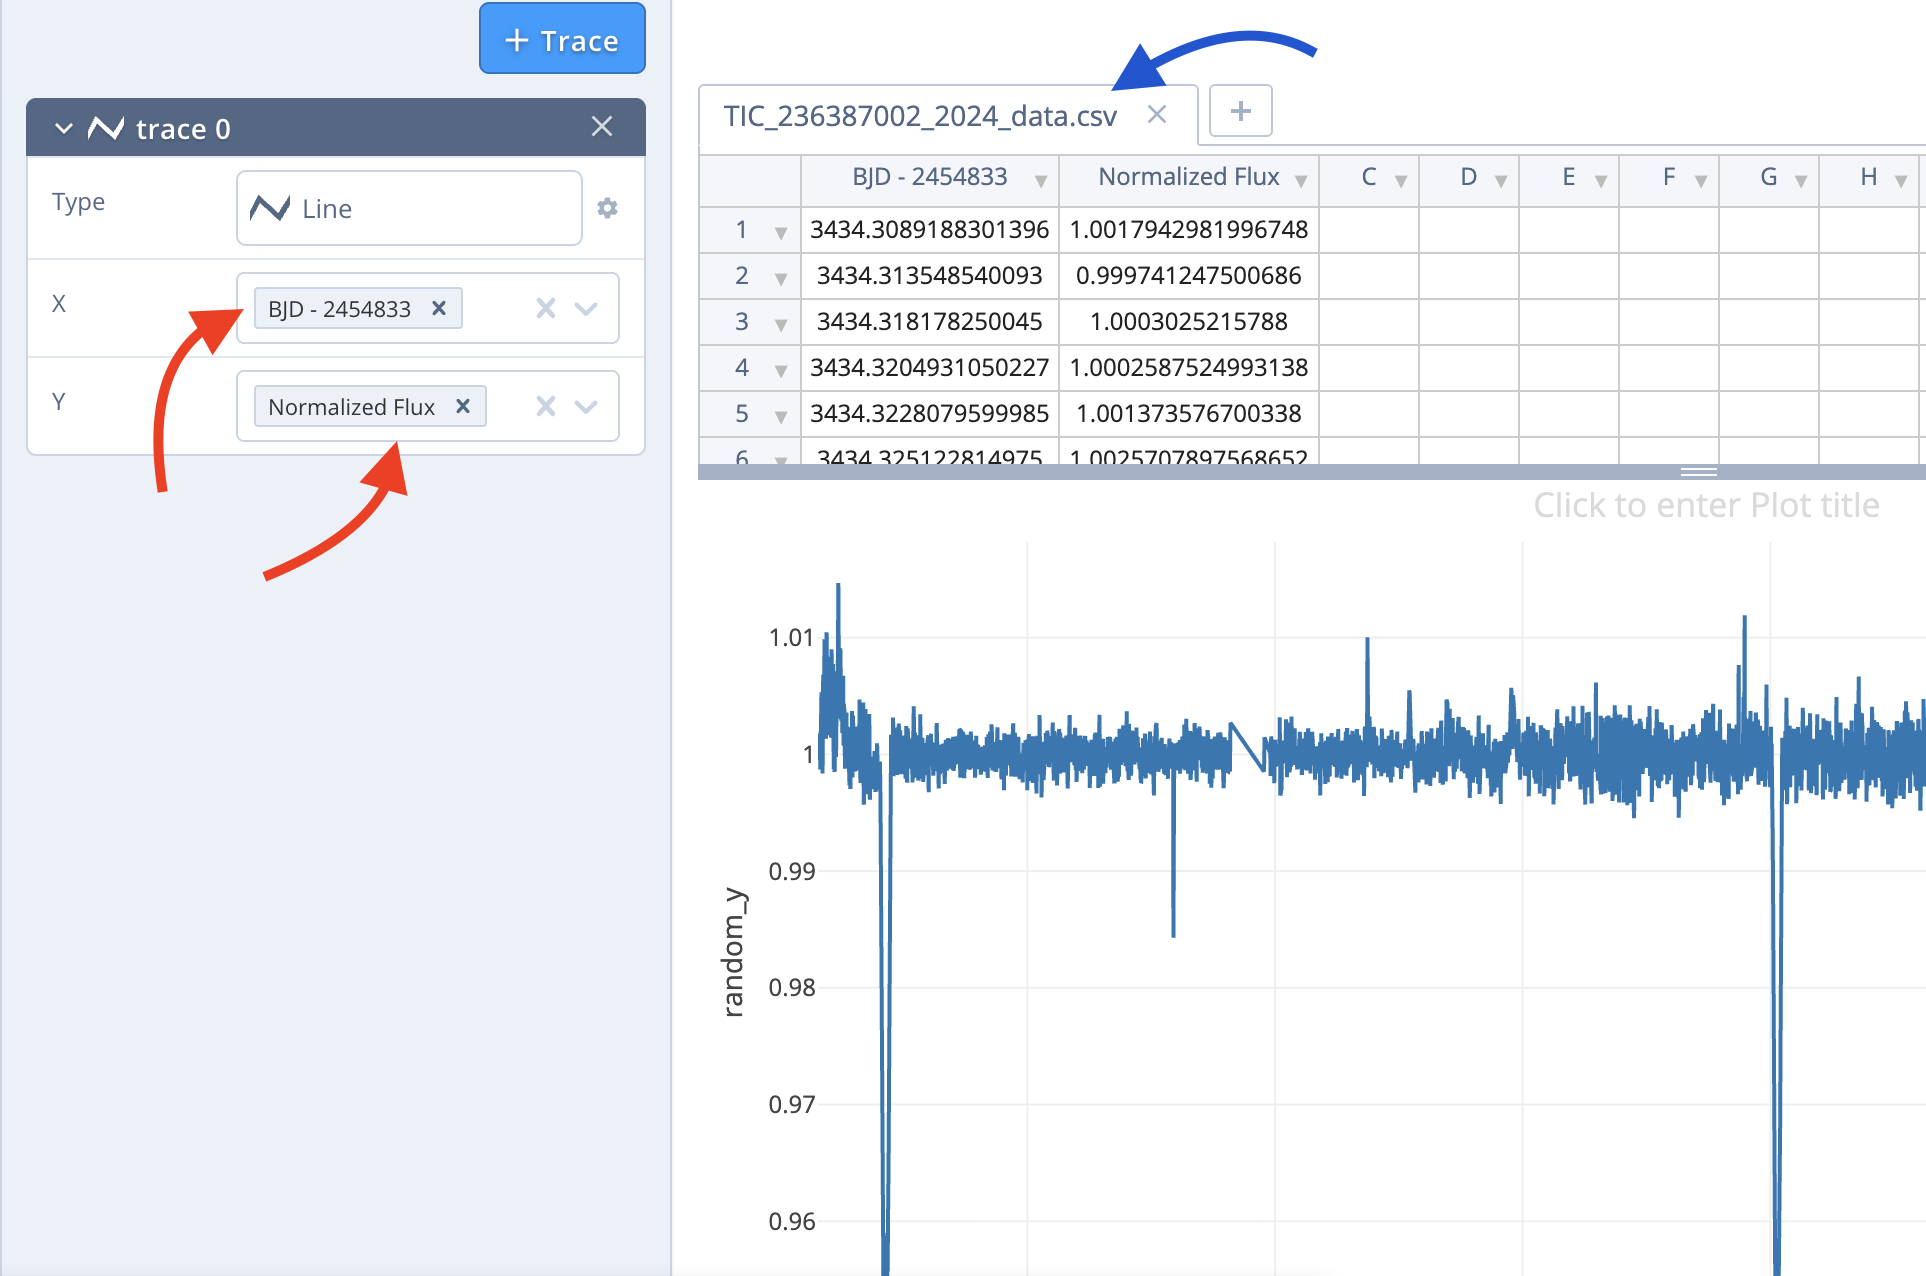 + Trace
trace 0
Type
Line
X
BJD - 2454833
Y
Normalized Flux
TIC_236387002_2024_data.csv
BJD - 2454833 Normalized Flux C D E F G H
1 3434.3089188301396 1.0017942981996748
2 3434.313548540093 0.999741247500686
3 3434.318178250045 1.0003025215788
4 3434.3204931050227 1.0002587524993138
5 3434.3228079599985 1.001373576700338
6 3434.325122814975 1.0025707897568652
Click to enter Plot title
1.01
1
0.99
0.98
0.97
0.96
random_y